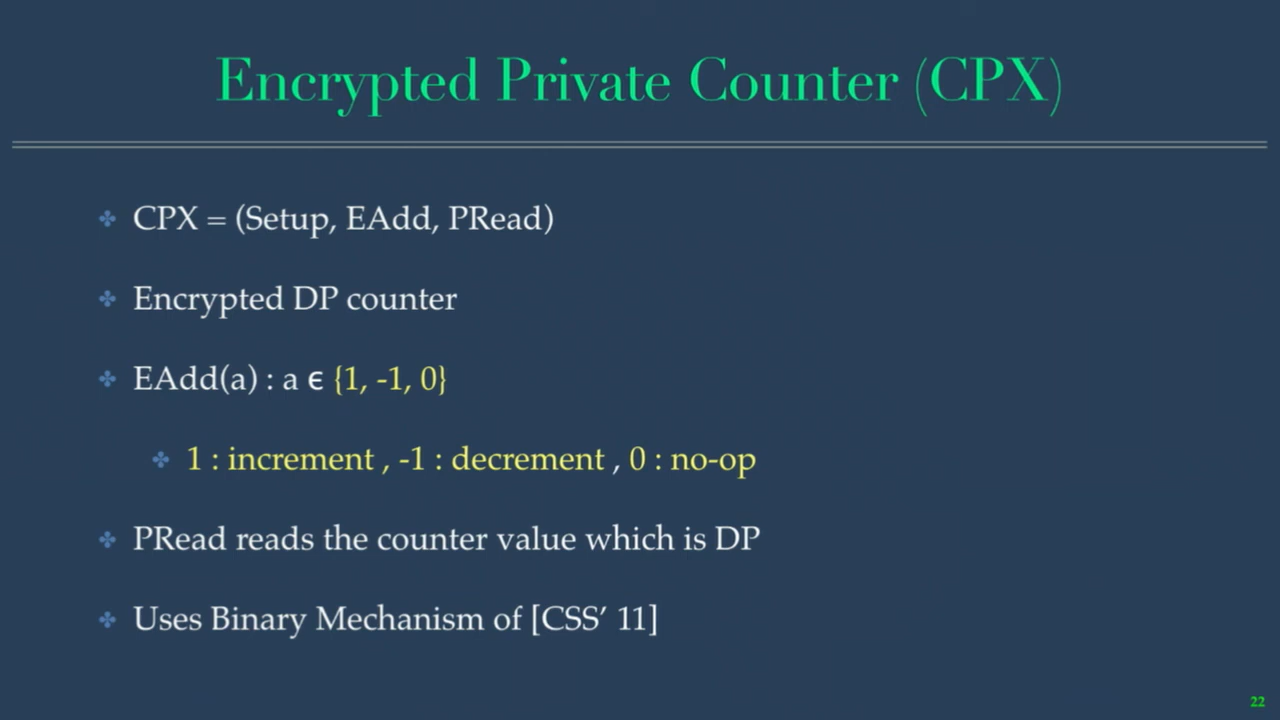 Encrypted Private Counter (CPX)
CPX = (Setup, EAdd, PRead)
Encrypted DP counter
EAdd(a) : a ϵ {1, -1, 0}
1 : increment , -1 : decrement , 0 : no-op
PRead reads the counter value which is DP
Uses Binary Mechanism of [CSS’ 11]
22